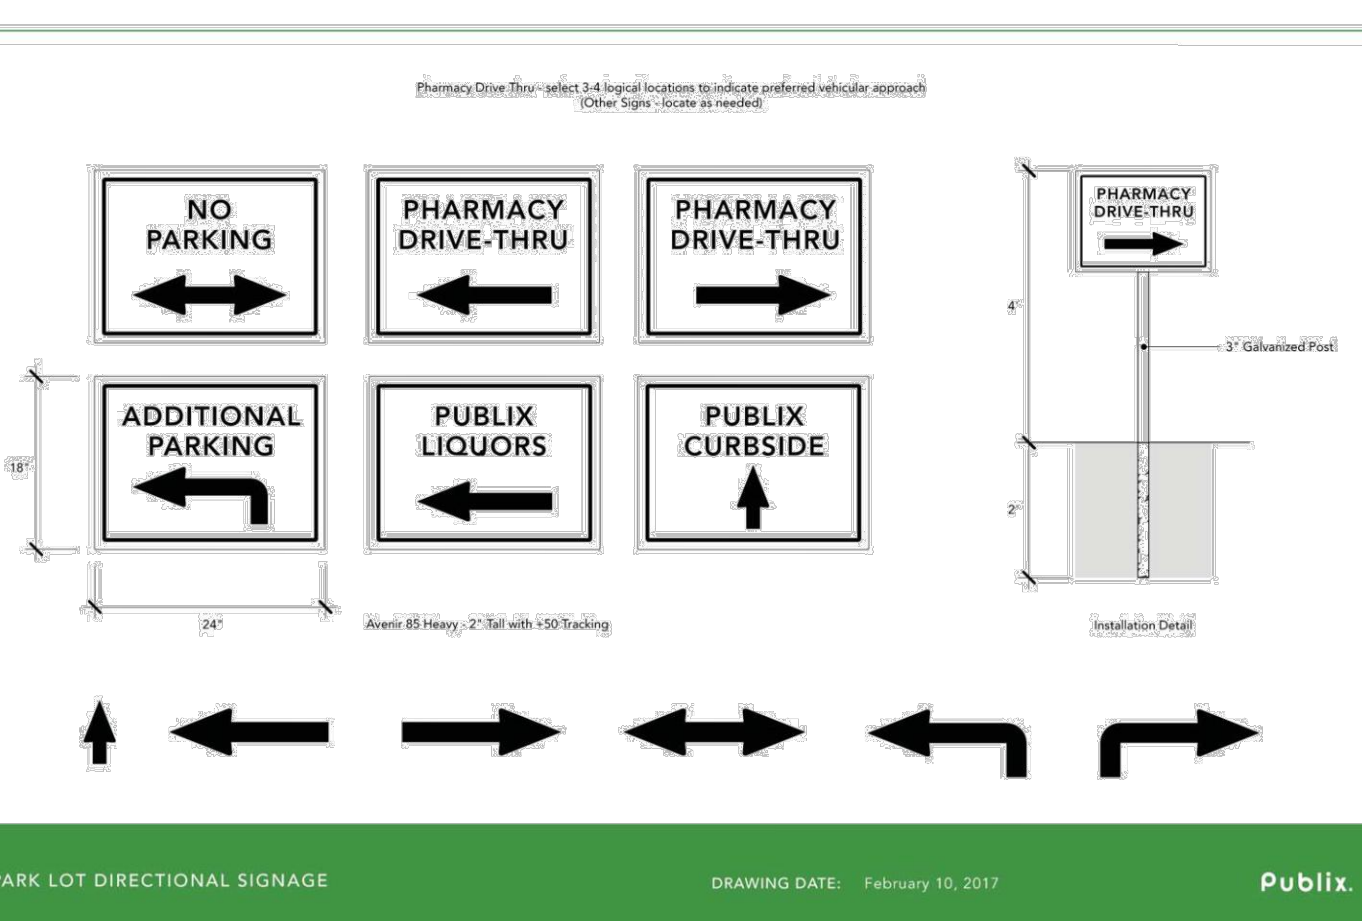 Pharmacy Drive Thru - select 3-4 logical locations to indicate preferred vehicular approach
(Other Signs - locate as needed)
NO
PARKING
PHARMACY
DRIVE-THRU
PHARMACY
DRIVE-THRU
PHARMACY
DRIVE-THRU
4'
3" Galvanized Post
ADDITIONAL
PARKING
PUBLIX
LIQUORS
PUBLIX
CURBSIDE
18"
2'
24"
Avenir 85 Heavy - 2" Tall with +50 Tracking
Installation Detail
PARK LOT DIRECTIONAL SIGNAGE
DRAWING DATE: February 10, 2017
Publix.